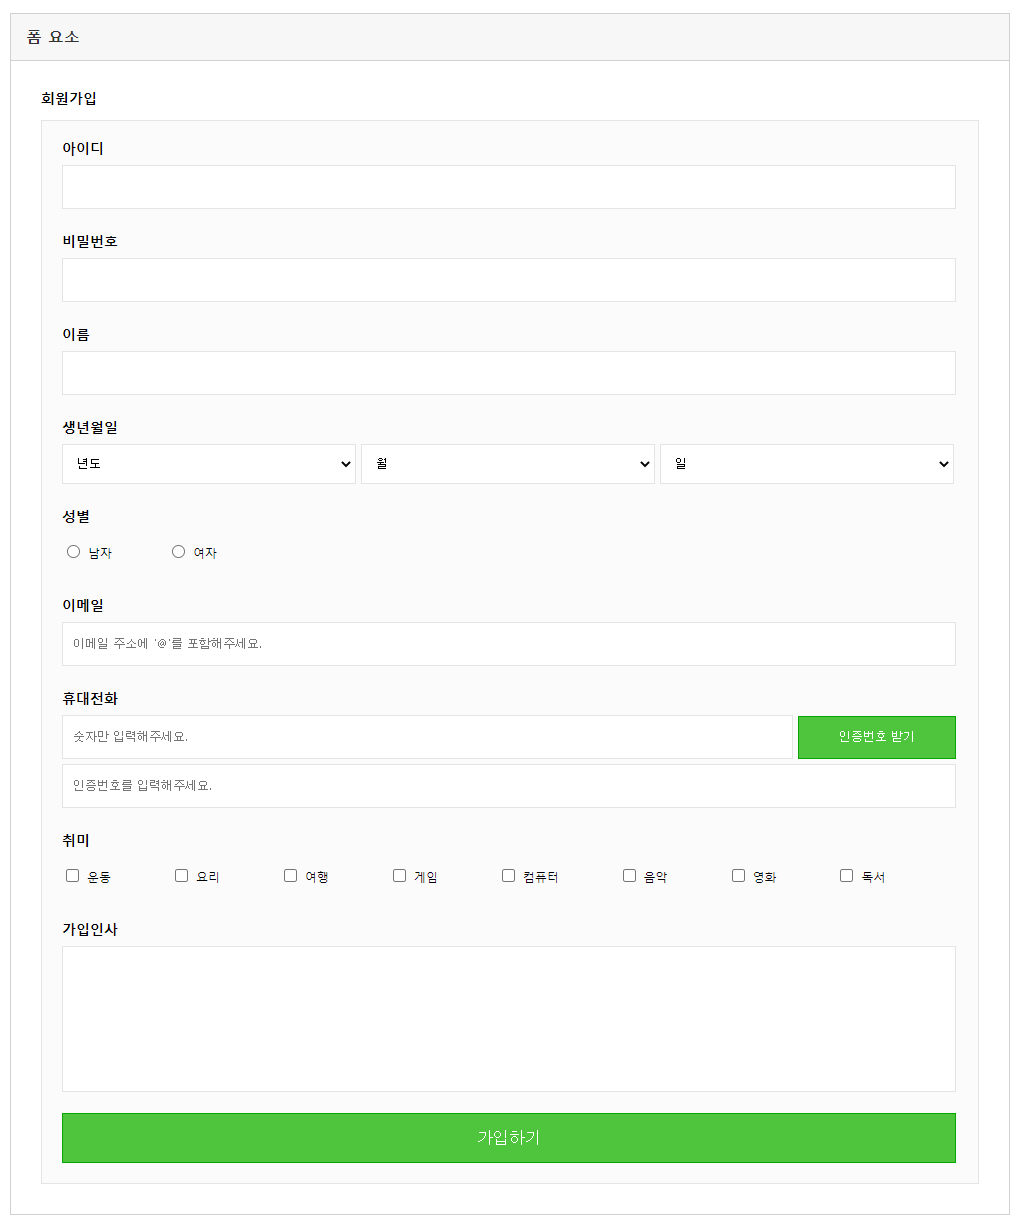 폼 요소
회원가입
아이디
비밀번호
이름
생년월일
년도 월 일
성별
남자 여자
이메일
이메일 주소에 '@'를 포함해주세요.
휴대전화
숫자만 입력해주세요. 인증번호 받기
인증번호를 입력해주세요.
취미
운동 요리 여행 게임 컴퓨터 음악 영화 독서
가입인사
가입하기